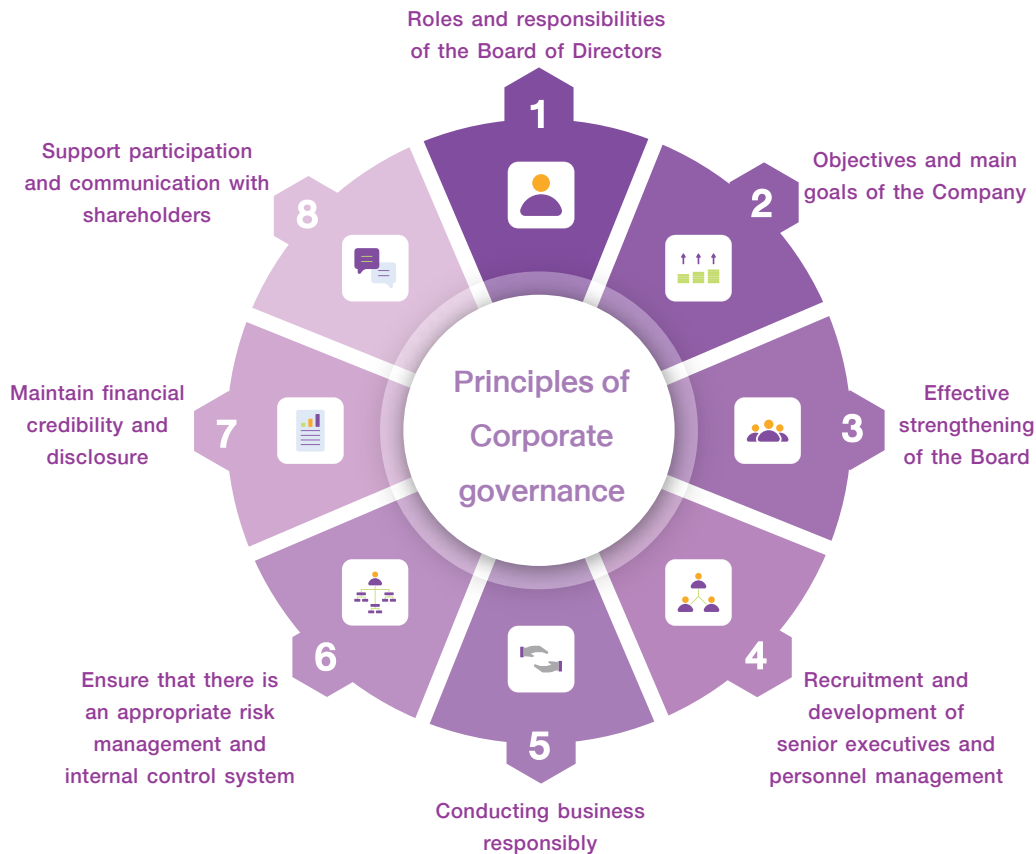 Roles and responsibilities
of the Board of Directors
1
Objectives and main
goals of the Company
2
Effective
strengthening
of the Board
3
Recruitment and
development of
senior executives and
personnel management
4
Conducting business
responsibly
5
Ensure that there is
an appropriate risk
management and
internal control system
6
Maintain financial
credibility and
disclosure
7
Support participation
and communication with
shareholders
8
Principles of
Corporate
governance